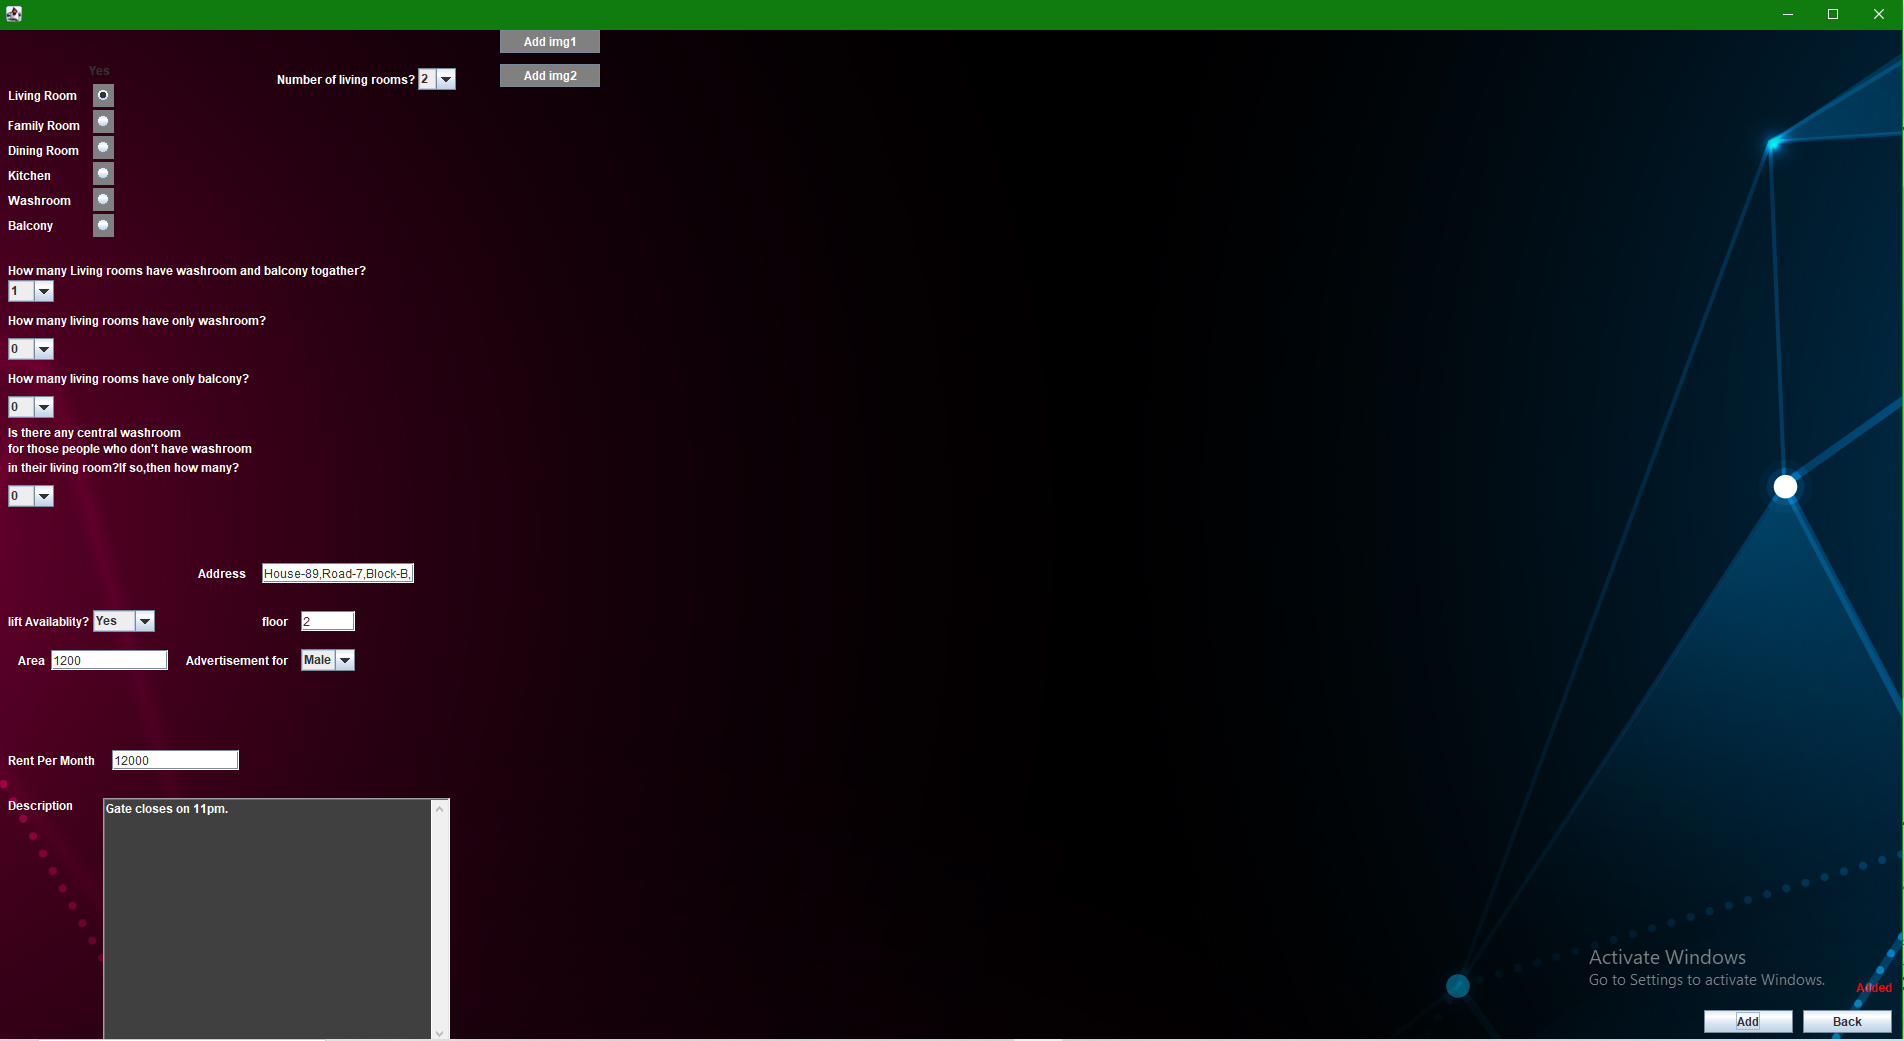 Add img1
Yes
Number of living rooms? 2
Add img2
Living Room
Family Room
Dining Room
Kitchen
Washroom
Balcony
How many Living rooms have washroom and balcony togather?
1
How many living rooms have only washroom?
0
How many living rooms have only balcony?
0
Is there any central washroom
for those people who don't have washroom
in their living room?If so,then how many?
0
Address House-89,Road-7,Block-B,
lift Availablity? Yes floor 2
Area 1200 Advertisement for Male
Rent Per Month 12000
Description Gate closes on 11pm.
Activate Windows
Go to Settings to activate Windows.
Added
Add Back